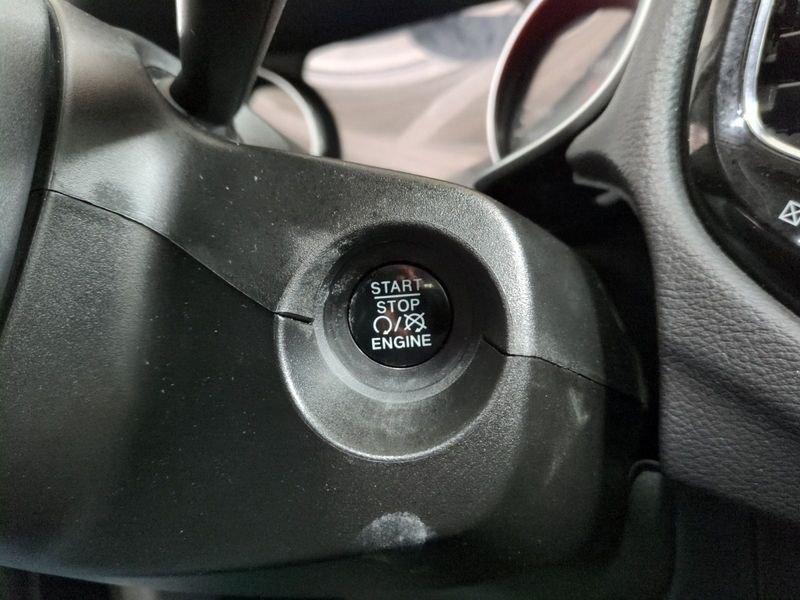 START
STOP
/
ENGINE